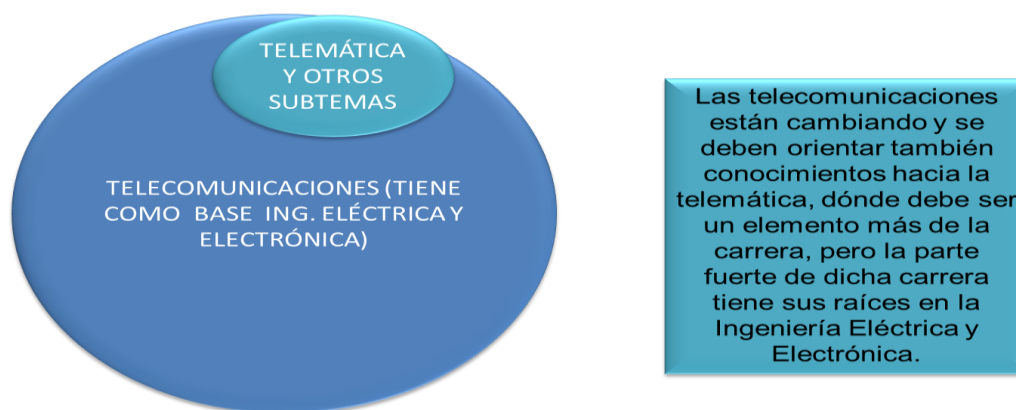 TELEMÁTICA
Y OTROS
SUBTEMAS
TELECOMUNICACIONES (TIENE
COMO BASE ING. ELÉCTRICA Y
ELECTRÓNICA)
Las telecomunicaciones
están cambiando y se
deben orientar también
conocimientos hacia la
telemática, dónde debe ser
un elemento más de la
carrera, pero la parte
fuerte de dicha carrera
tiene sus raíces en la
Ingeniería Eléctrica y
Electrónica.